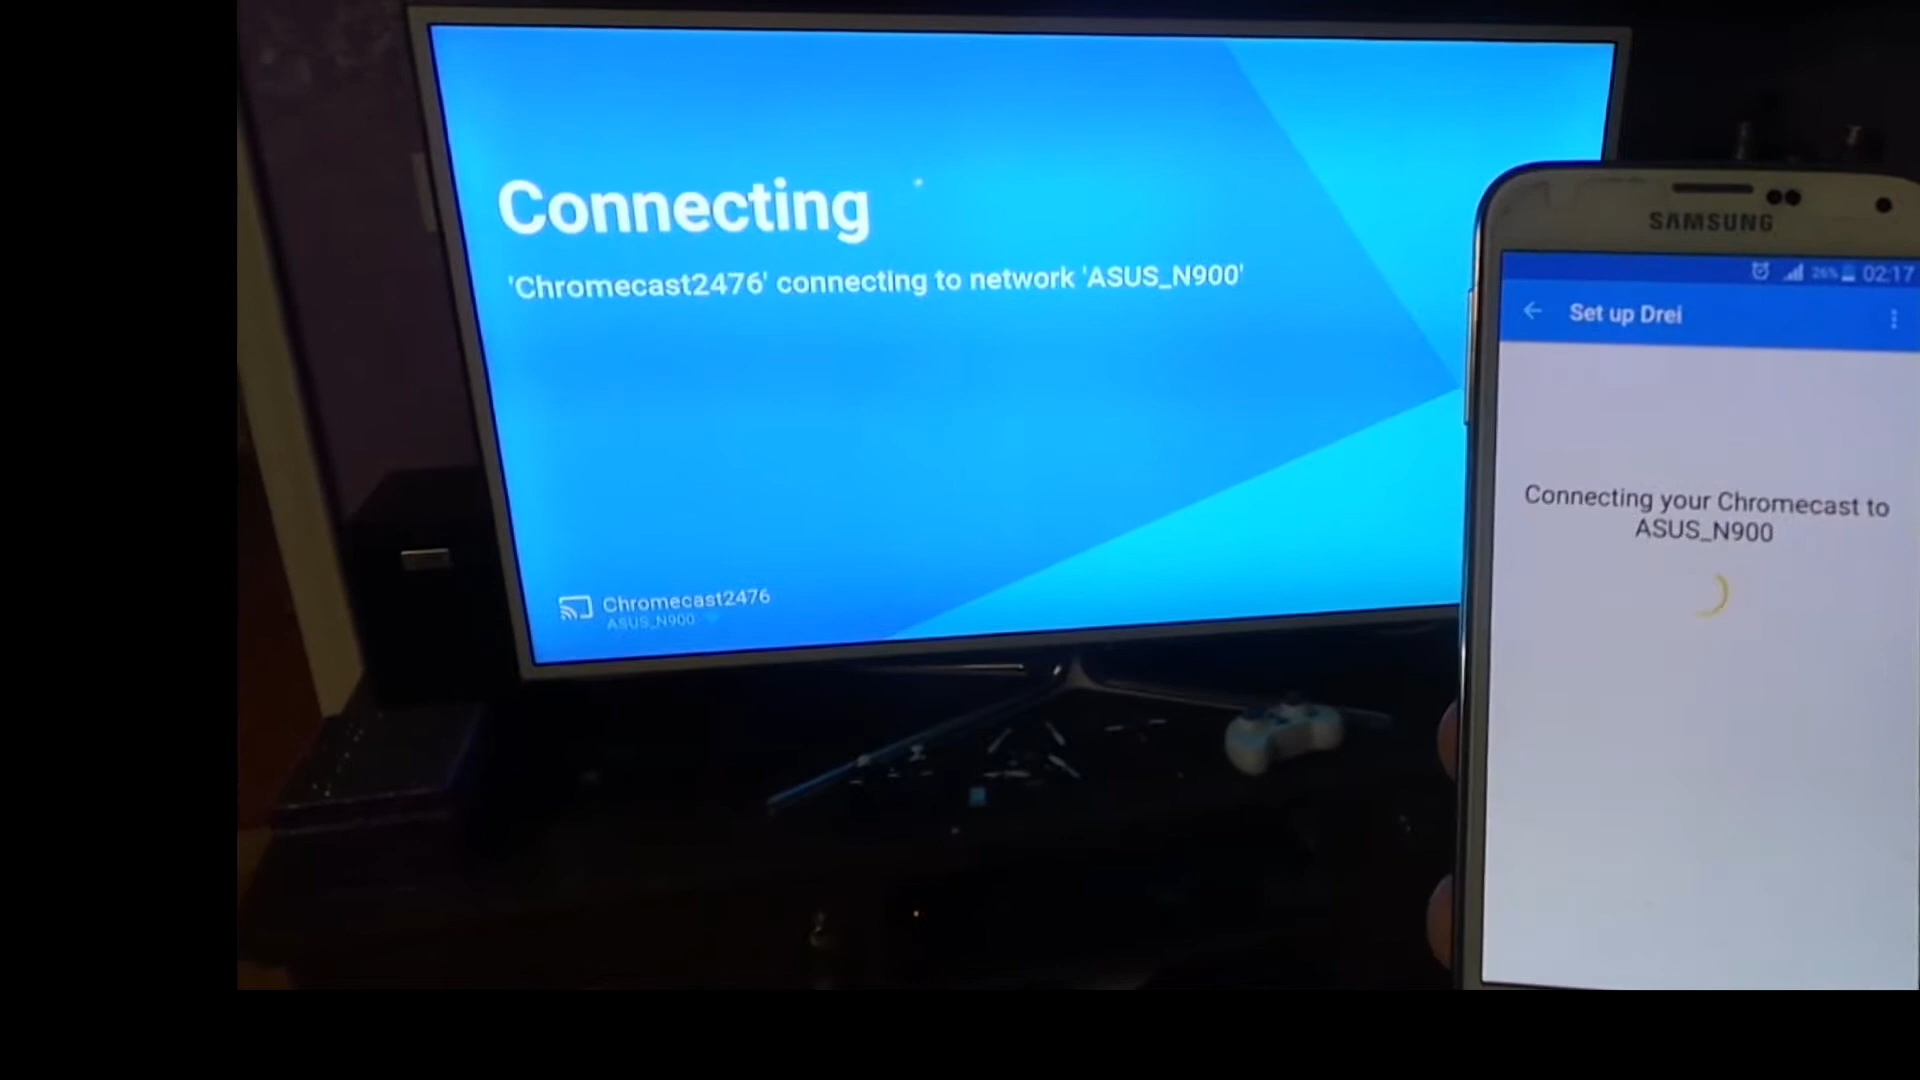 Connecting
'Chromecast2476' connecting to network 'ASUS_N900'
Chromecast2476
ASUS_N900
SAMSUNG
26% 02:17
Set up Drei
Connecting your Chromecast to
ASUS_N900